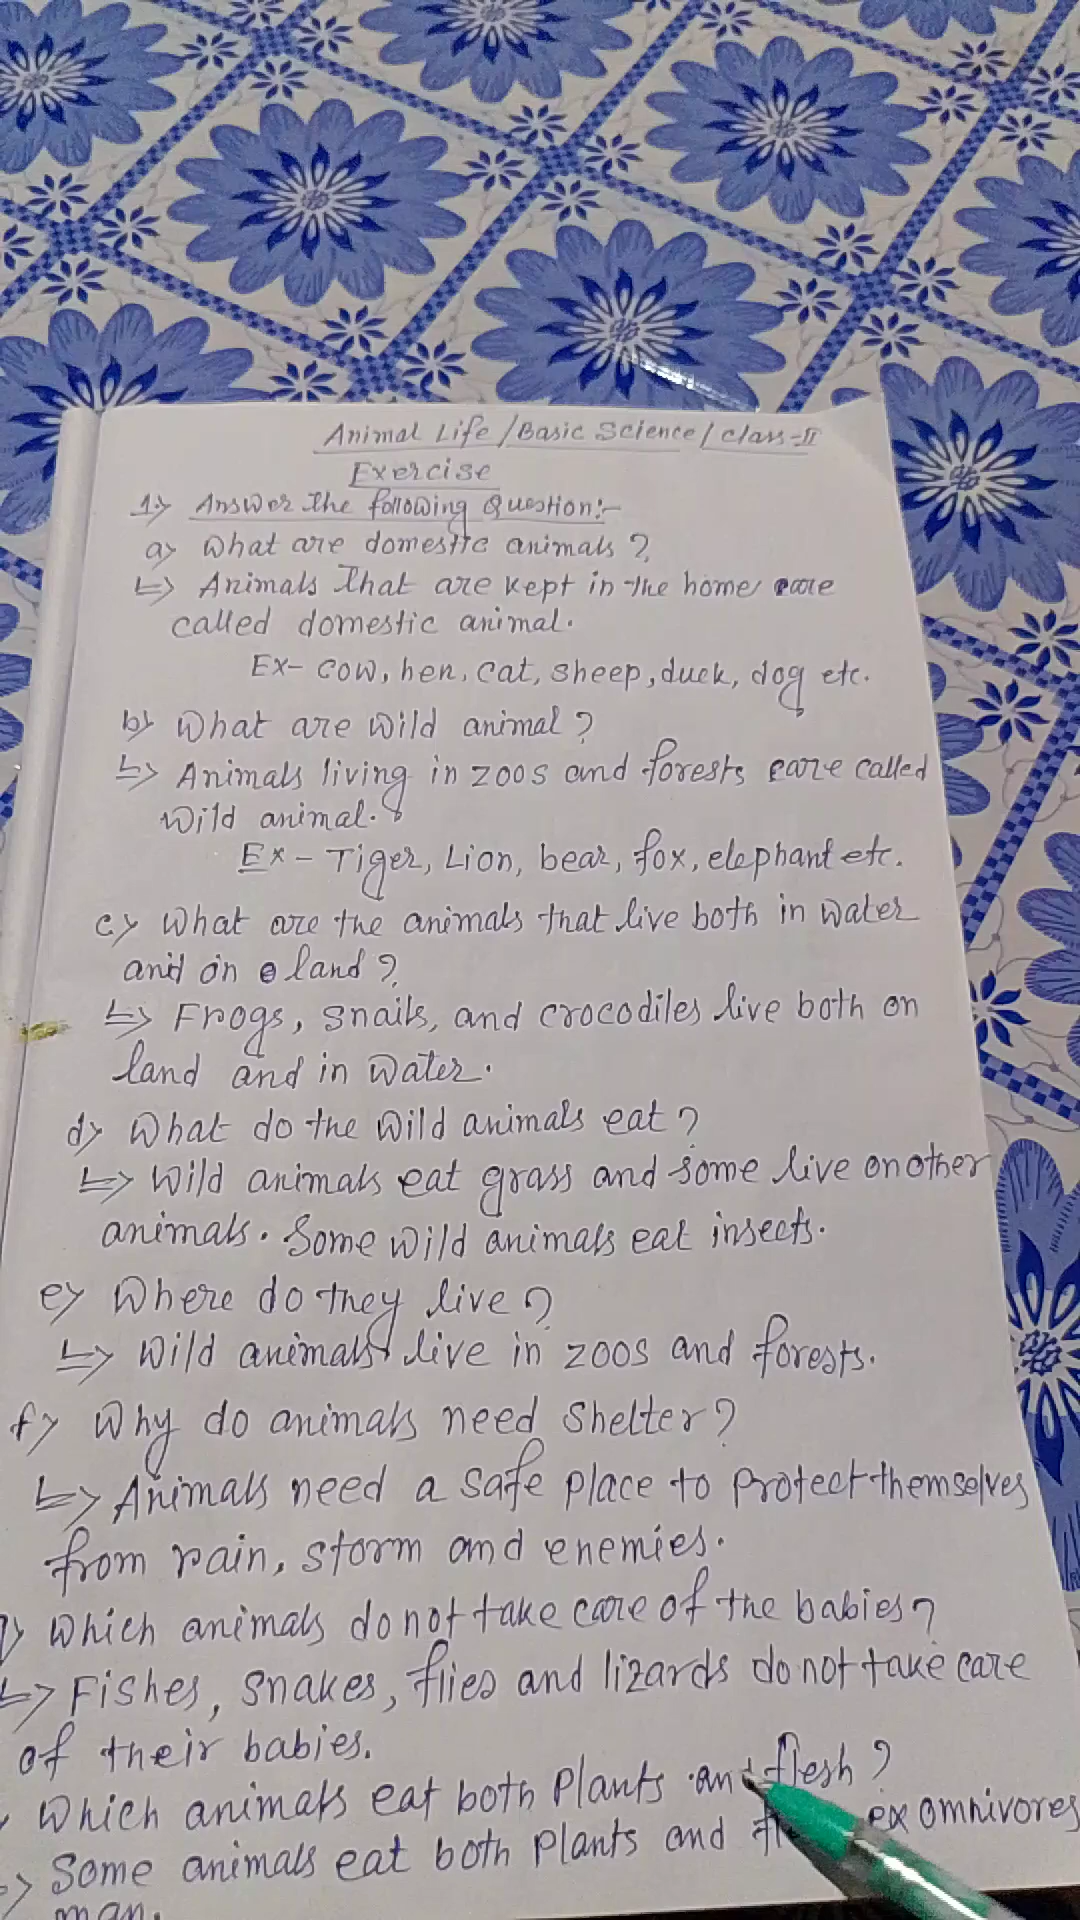 Animal Life/Basic Science/class-II
Exercise
1.> Answer the following Question:-
a> What are domestic animals?
↳> Animals that are kept in the home are
called domestic animal.
Ex- cow, hen, cat, sheep, duck, dog etc.
b> What are wild animal?
↳> Animals living in zoos and forests are called
wild animal.
Ex - Tiger, Lion, bear, fox, elephant etc.
c> What are the animals that live both in water
and on land?
↳> Frogs, snails, and crocodiles live both on
land and in water.
d> What do the wild animals eat?
↳> Wild animals eat grass and some live on other
animals. Some wild animals eat insects.
e> Where do they live?
↳> Wild animals live in zoos and forests.
f> Why do animals need shelter?
↳> Animals need a safe place to protect themselves
from rain, storm and enemies.
> Which animals do not take care of the babies?
↳> Fishes, snakes, flies and lizards do not take care
of their babies.
Which animals eat both plants and flesh?
> Some animals eat both plants and ex omnivores
man.